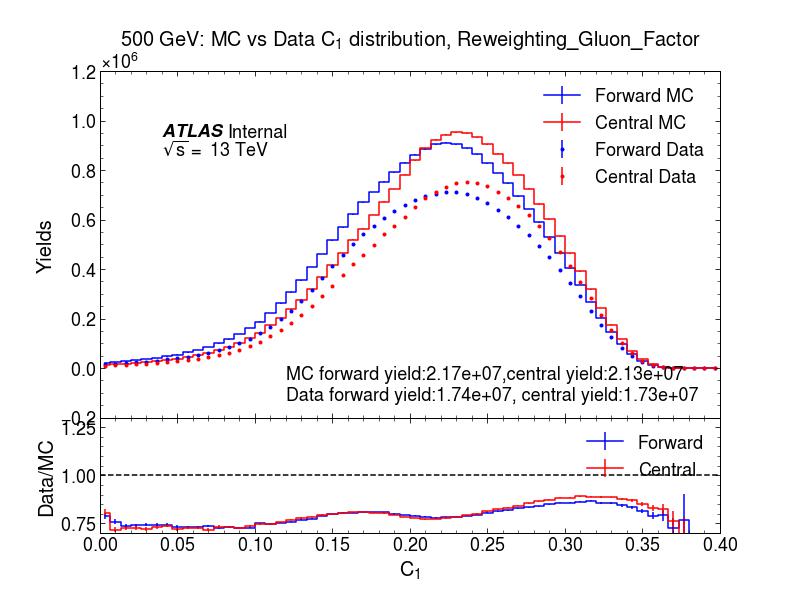 500 GeV: MC vs Data C₁ distribution, Reweighting_Gluon_Factor
×10⁶
1.2
1.0
0.8
0.6
0.4
0.2
0.0
0.2
Yields
ATLAS Internal
√s = 13 TeV
Forward MC
Central MC
Forward Data
Central Data
MC forward yield:2.17e+07,central yield:2.13e+07
Data forward yield:1.74e+07, central yield:1.73e+07
1.25
1.00
0.75
Data/MC
Forward
Central
0.00 0.05 0.10 0.15 0.20 0.25 0.30 0.35 0.40
C₁